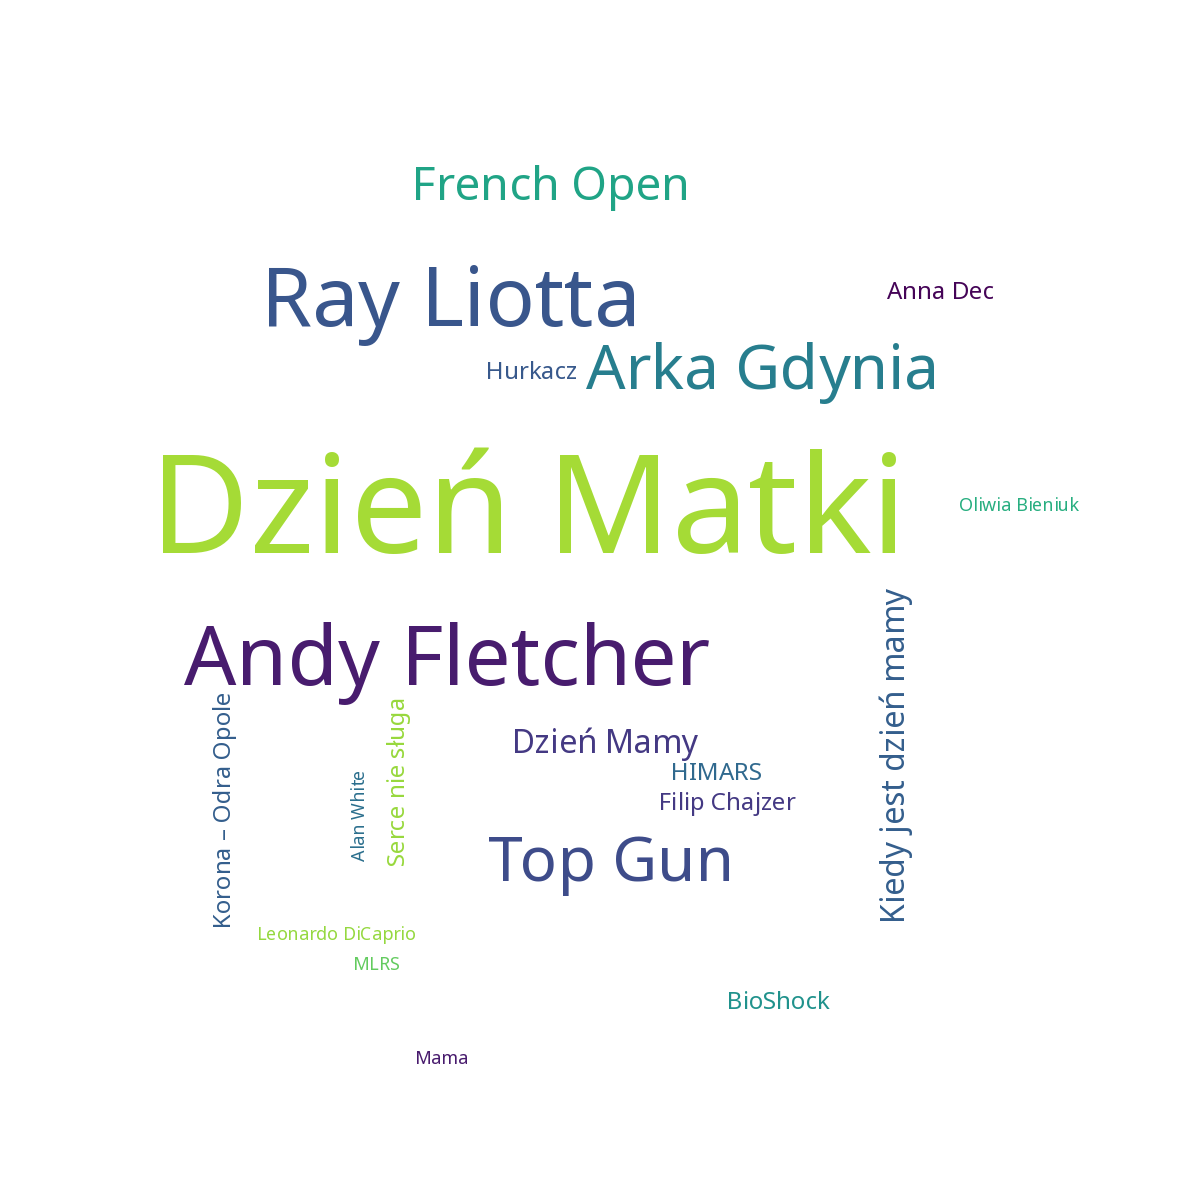 French Open
Ray Liotta
Anna Dec
Hurkacz
Arka Gdynia
Dzień Matki
Oliwia Bieniuk
Andy Fletcher
Kiedy jest dzień mamy
Korona – Odra Opole
Serce nie sługa
Dzień Mamy
HIMARS
Alan White
Filip Chajzer
Top Gun
Leonardo DiCaprio
MLRS
BioShock
Mama